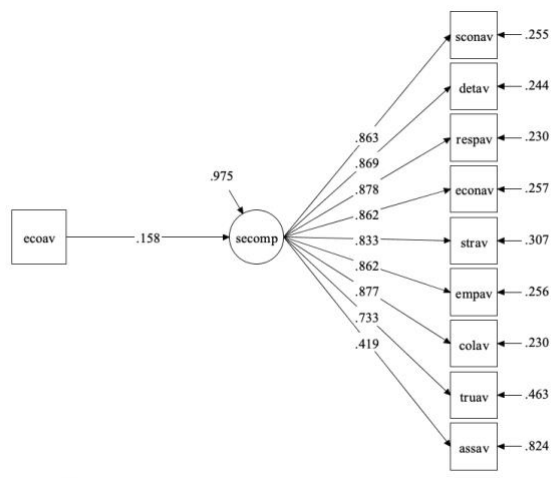 sconav
.255
detav
.244
.863
respav
.230
.869
.975
.878
econav
.257
.862
ecoav
.158
secomp
.833
strav
.307
.862
empav
.256
.877
.733
colav
.230
.419
truav
.463
assav
.824